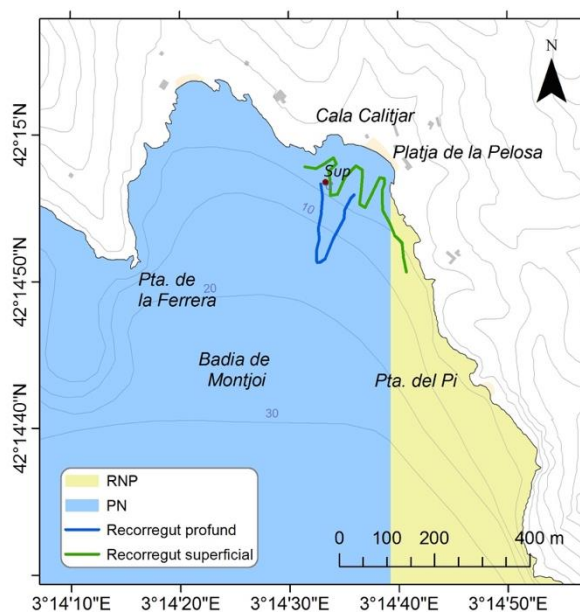 N
Cala Calitjar
42°15'N
Platja de la Pelosa
Sup
10
42°14'50"N
Pta. de
la Ferrera
20
Badia de
Montjoi
Pta. del Pi
42°14'40"N
30
RNP
PN
Recorregut profund
Recorregut superficial
0 100 200 400 m
3°14'10"E 3°14'20"E 3°14'30"E 3°14'40"E 3°14'50"E